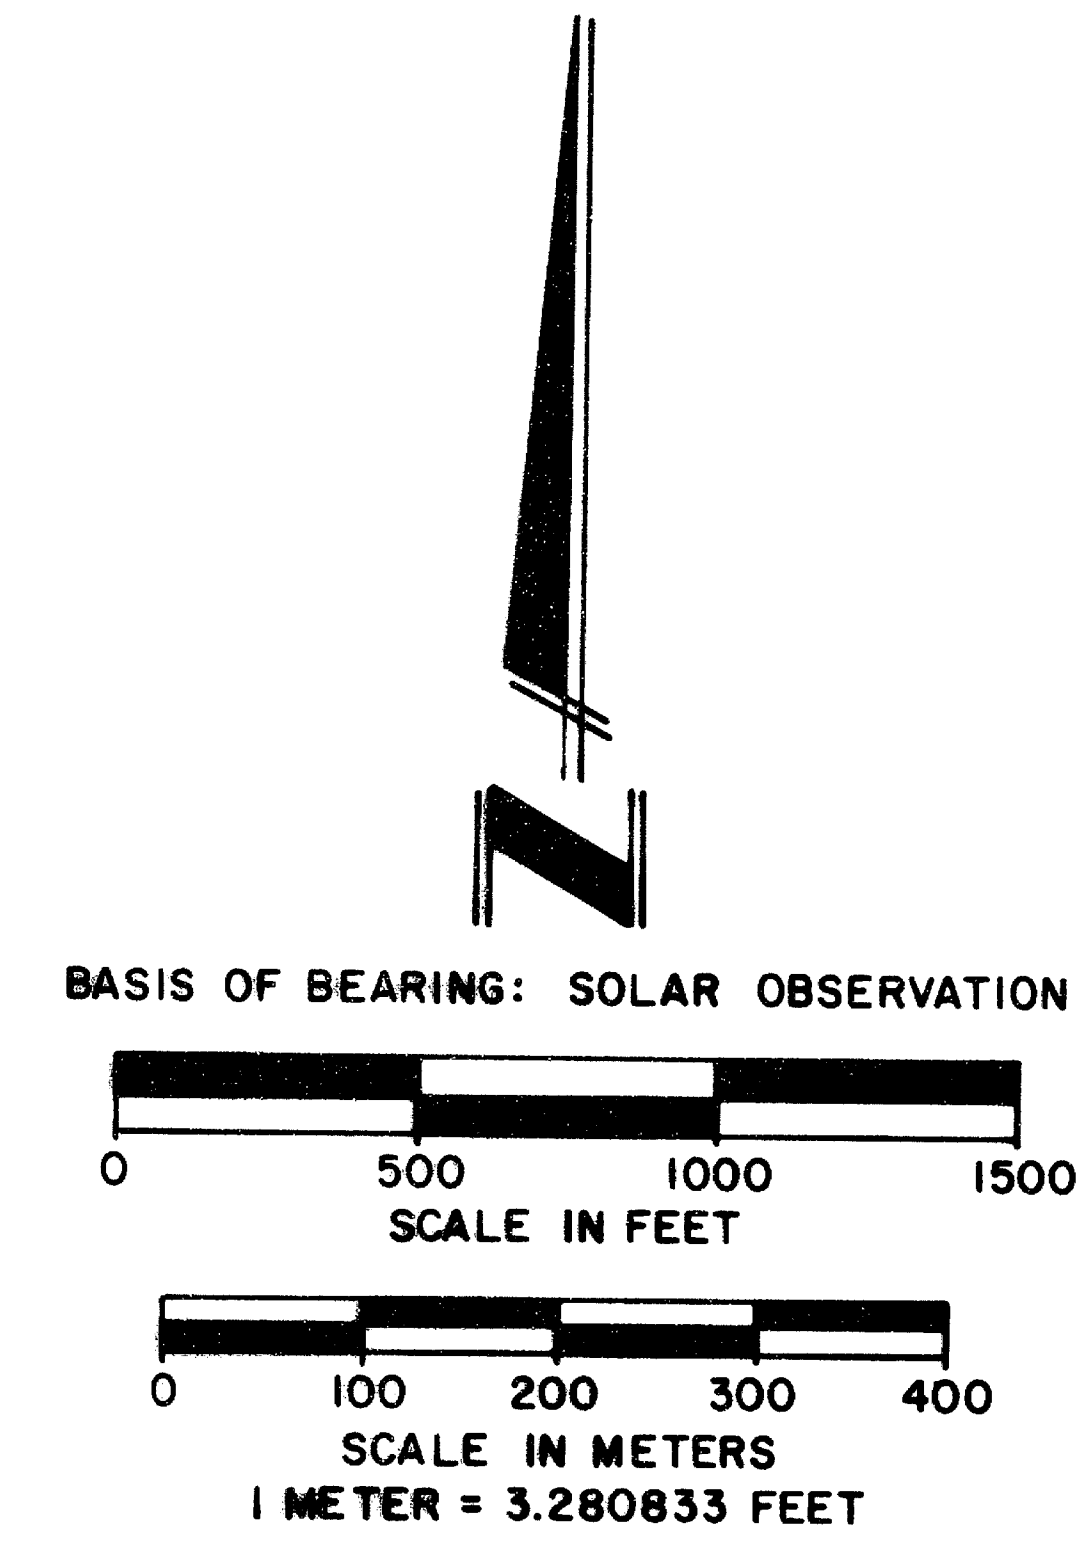 N
BASIS OF BEARING: SOLAR OBSERVATION
0 500 1000 1500
SCALE IN FEET
0 100 200 300 400
SCALE IN METERS
1 METER = 3.280833 FEET